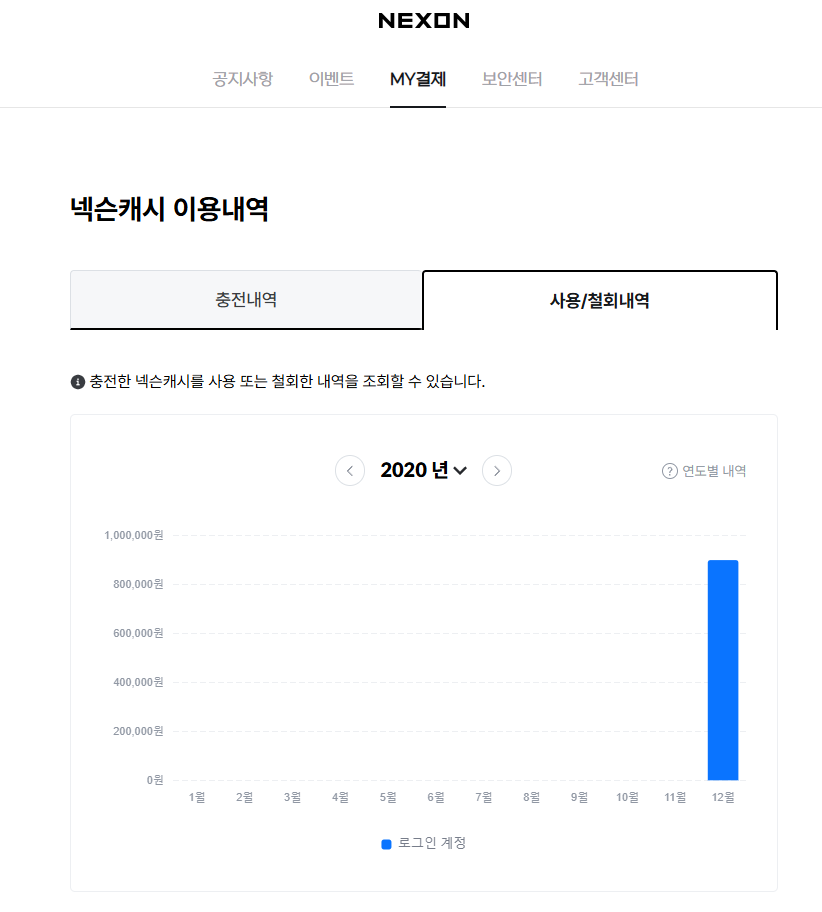 NEXON
공지사항 이벤트 MY결제 보안센터 고객센터
넥슨캐시 이용내역
충전내역 사용/철회내역
충전한 넥슨캐시를 사용 또는 철회한 내역을 조회할 수 있습니다.
2020 년 연도별 내역
1,000,000원
800,000원
600,000원
400,000원
200,000원
0원
1월 2월 3월 4월 5월 6월 7월 8월 9월 10월 11월 12월
로그인 계정